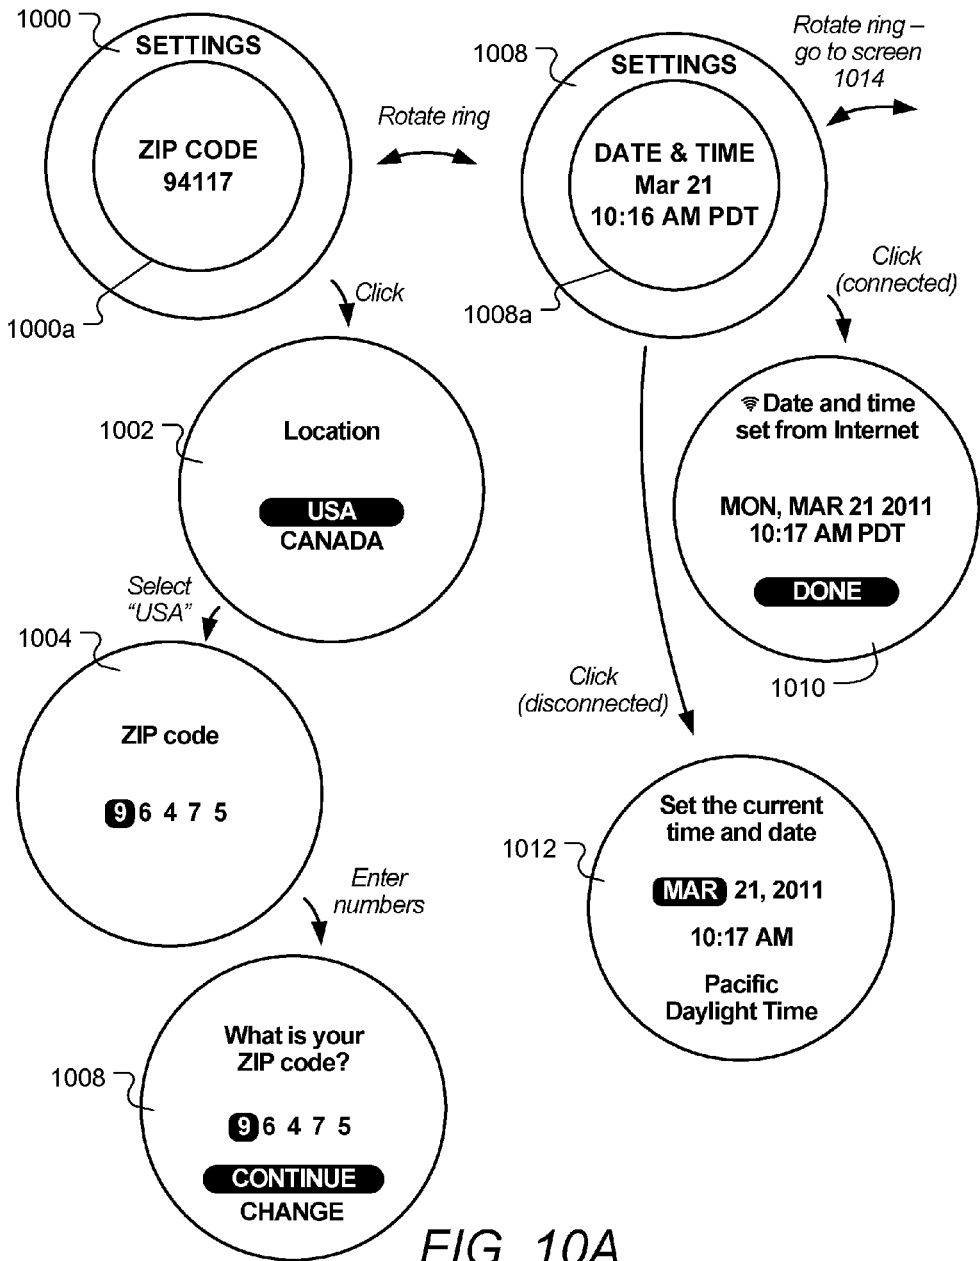 1000
SETTINGS
ZIP CODE
94117
1000a
Rotate ring
1008
SETTINGS
DATE & TIME
Mar 21
10:16 AM PDT
1008a
Rotate ring –
go to screen
1014
Click
Click
(connected)
1002
Location
USA
CANADA
Date and time
set from Internet
MON, MAR 21 2011
10:17 AM PDT
DONE
1010
Select
“USA”
1004
ZIP code
9 6 4 7 5
Click
(disconnected)
Enter
numbers
1012
Set the current
time and date
MAR 21, 2011
10:17 AM
Pacific
Daylight Time
1008
What is your
ZIP code?
9 6 4 7 5
CONTINUE
CHANGE
FIG. 10A